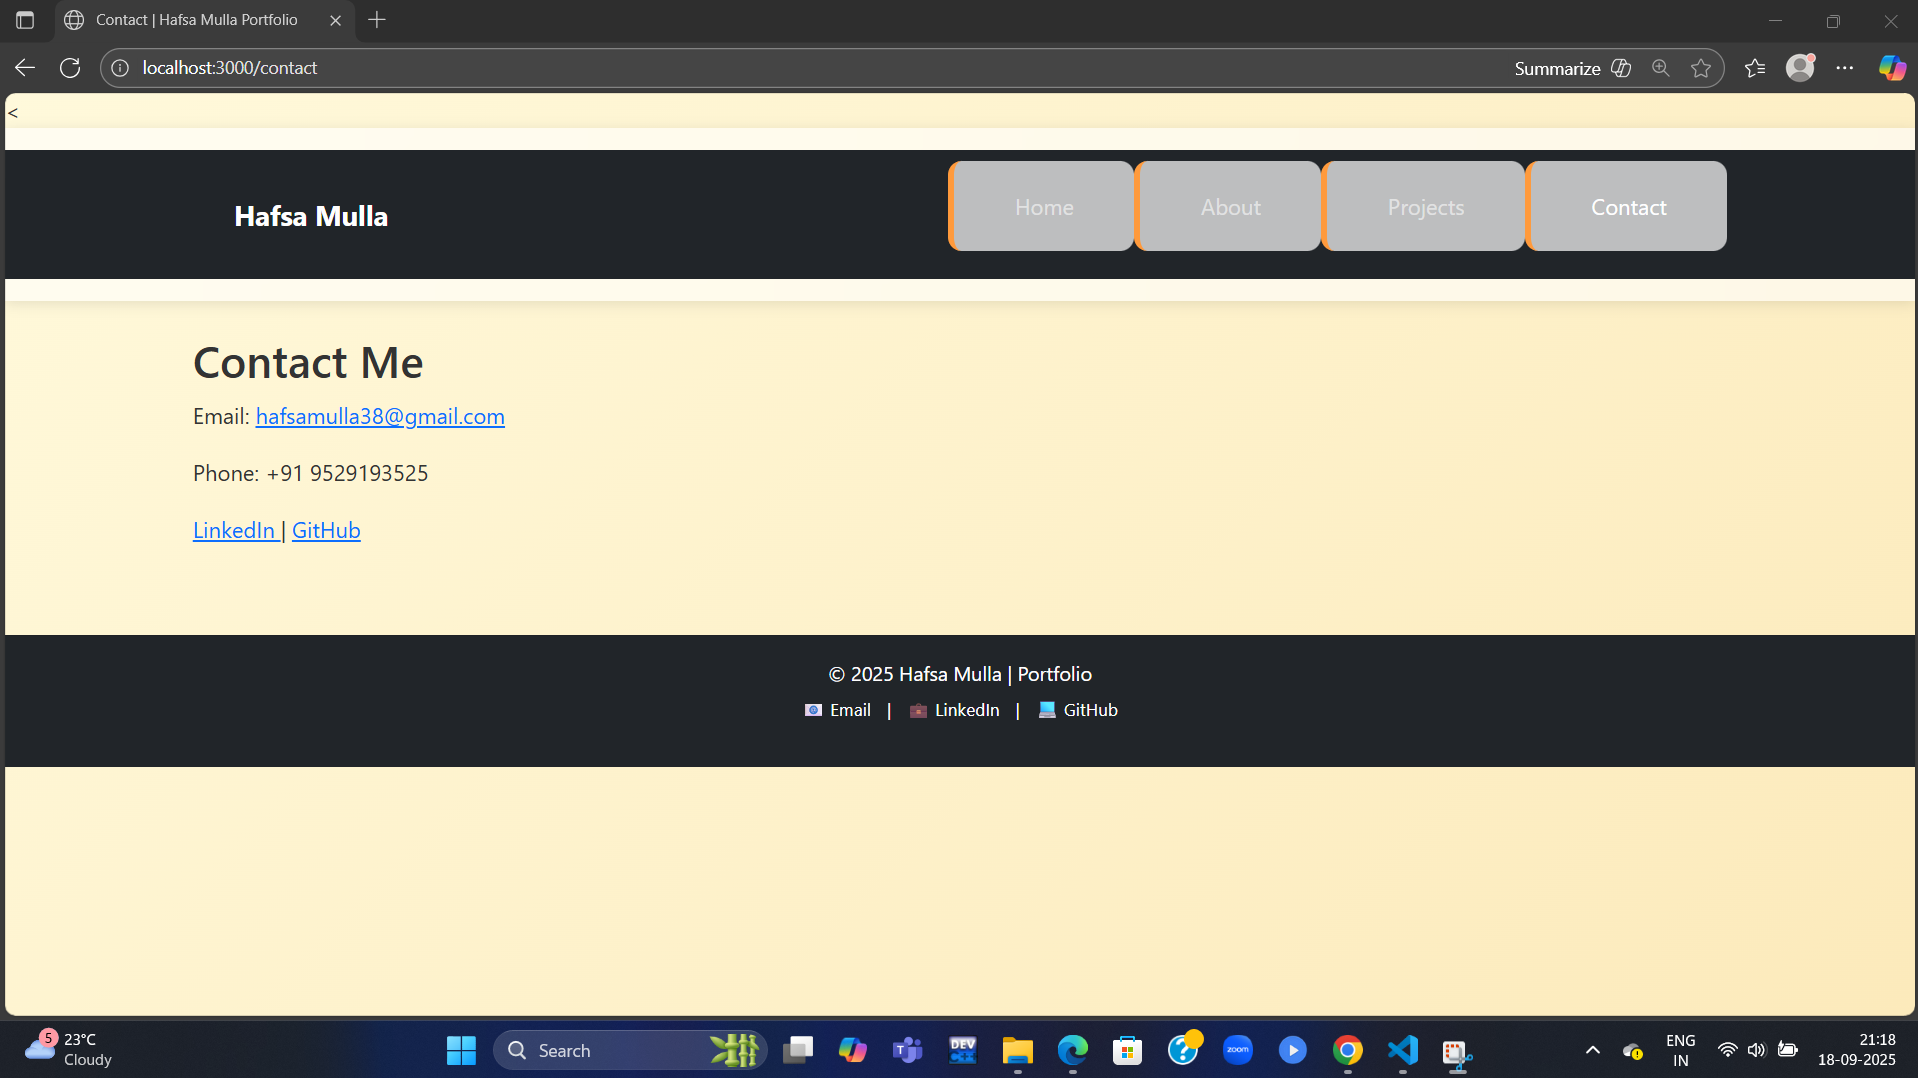 Contact | Hafsa Mulla Portfolio
localhost:3000/contact
Summarize
<
Hafsa Mulla
Home
About
Projects
Contact
Contact Me
Email: hafsamulla38@gmail.com
Phone: +91 9529193525
LinkedIn | GitHub
© 2025 Hafsa Mulla | Portfolio
Email | LinkedIn | GitHub
5
23°C
Cloudy
Search
T
DEV
C++
zoom
ENG
IN
21:18
18-09-2025